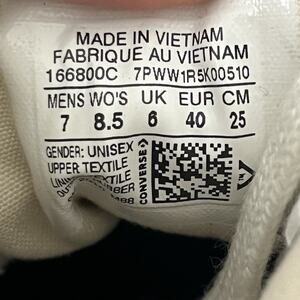 MADE IN VIETNAM
FABRIQUE AU VIETNAM
166800C 7PWW1R5K00510
MENS WO'S UK EUR CM
7 8.5 6 40 25
GENDER: UNISEX
UPPER:TEXTILE
CONVERSE